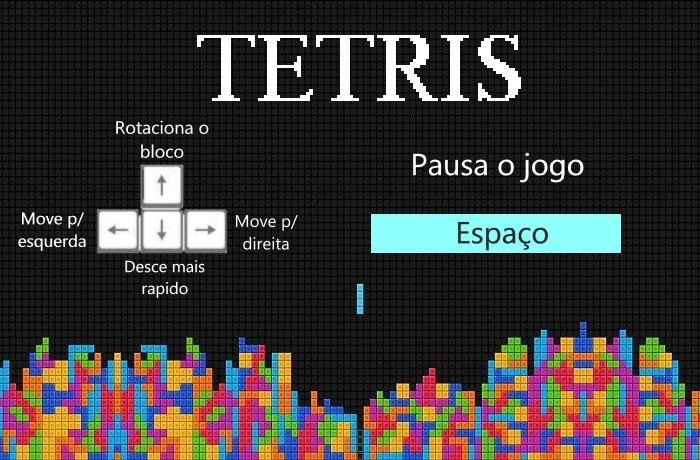 TETRIS
Rotaciona o
bloco
Pausa o jogo
Move p/
esquerda
Move p/
direita
Espaço
Desce mais
rapido